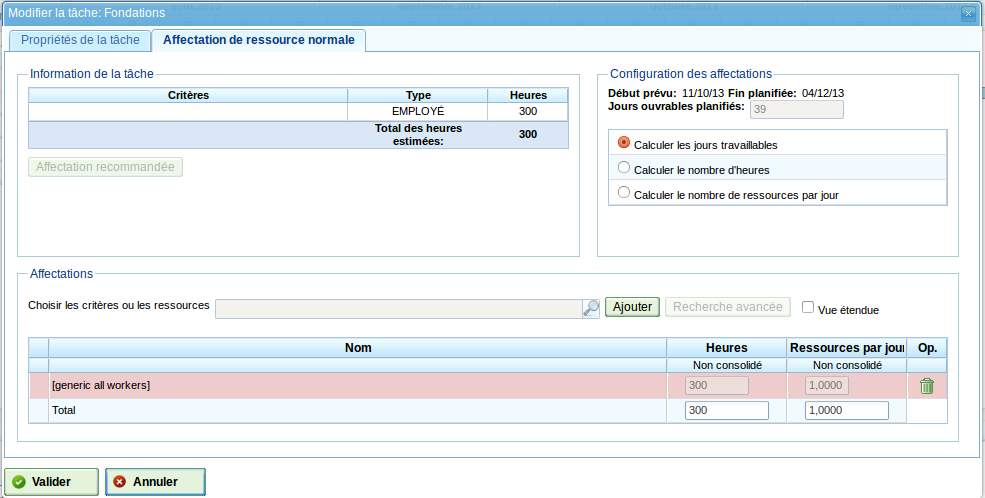 Modifier la tâche: Fondations
Propriétés de la tâche
Affectation de ressource normale
Information de la tâche
Critères Type Heures
EMPLOYÉ 300
Total des heures estimées: 300
Affectation recommandée
Configuration des affectations
Début prévu: 11/10/13 Fin planifiée: 04/12/13
Jours ouvrables planifiés: 39
Calculer les jours travaillables
Calculer le nombre d'heures
Calculer le nombre de ressources par jour
Affectations
Choisir les critères ou les ressources
Ajouter
Recherche avancée
Vue étendue
Nom Heures Ressources par jour Op.
Non consolidé Non consolidé
[generic all workers] 300 1,0000
Total 300 1,0000
Valider
Annuler